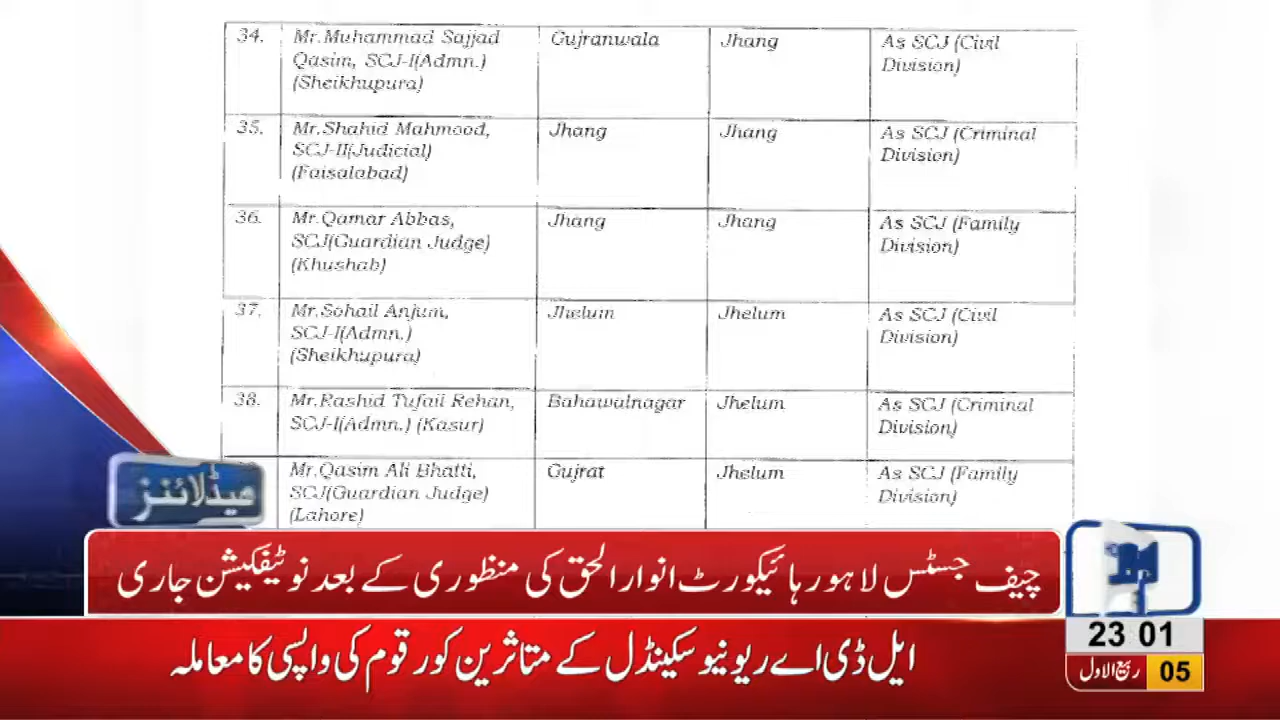 34. Mr.Muhammad Sajjad Gujranwala Jhang As SCJ (Civil
Qasim, SCJ-I(Admn.) Division)
(Sheikhupura)
35. Mr.Shahid Mahmood, Jhang Jhang As SCJ (Criminal
SCJ-II(Judicial) Division)
(Faisalabad)
36. Mr.Qamar Abbas, Jhang Jhang As SCJ (Family
SCJ(Guardian Judge) Division)
(Khushab)
37. Mr.Sohail Anjum, Jhelum Jhelum As SCJ (Civil
SCJ-I(Admn.) Division)
(Sheikhupura)
38. Mr.Rashid Tufail Rehan, Bahawalnagar Jhelum As SCJ (Criminal
SCJ-I(Admn.) (Kasur) Division)
Mr.Qasim Ali Bhatti, Gujrat Jhelum As SCJ (Family
SCJ(Guardian Judge) Division)
(Lahore)
ہیڈلائنز
چیف جسٹس لاہور ہائیکورٹ انوار الحق کی منظوری کے بعد نوٹیفکیشن جاری
23 01
ایل ڈی اے ریونیو سکینڈل کے متاثرین کو رقوم کی واپسی کا معاملہ
05 ربیع الاول